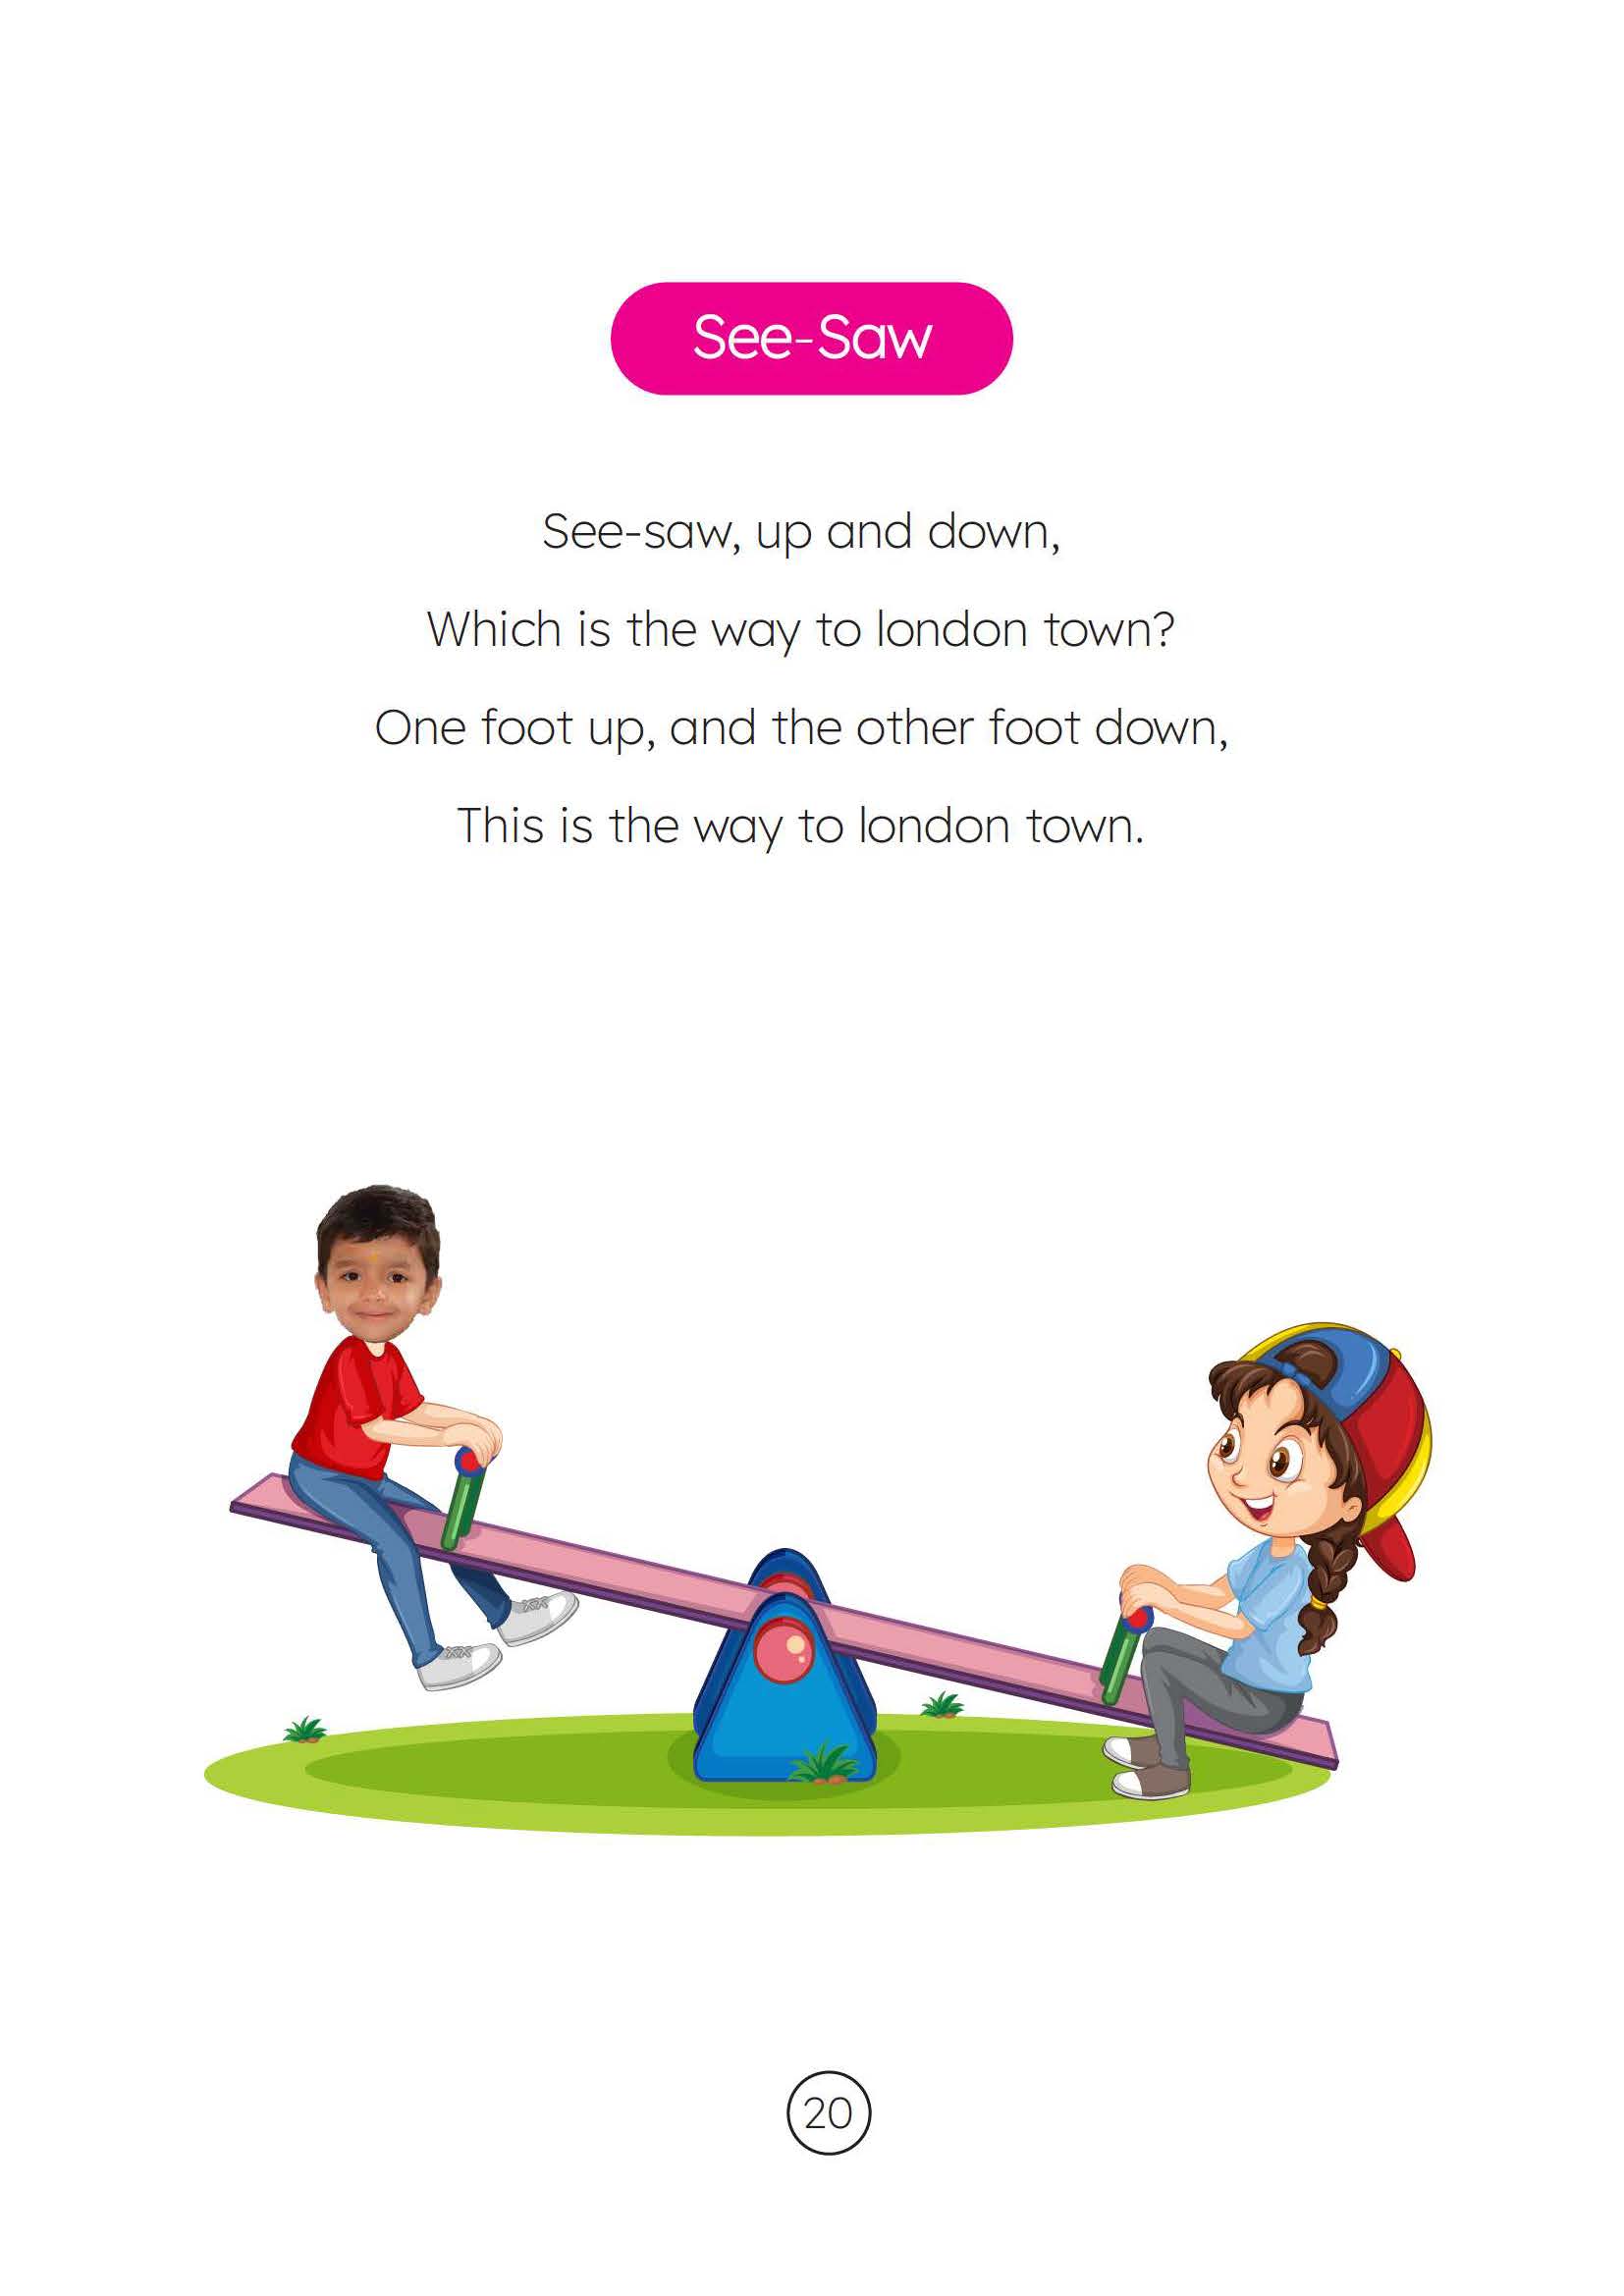 See-Saw
See-saw, up and down,
Which is the way to london town?
One foot up, and the other foot down,
This is the way to london town.
20